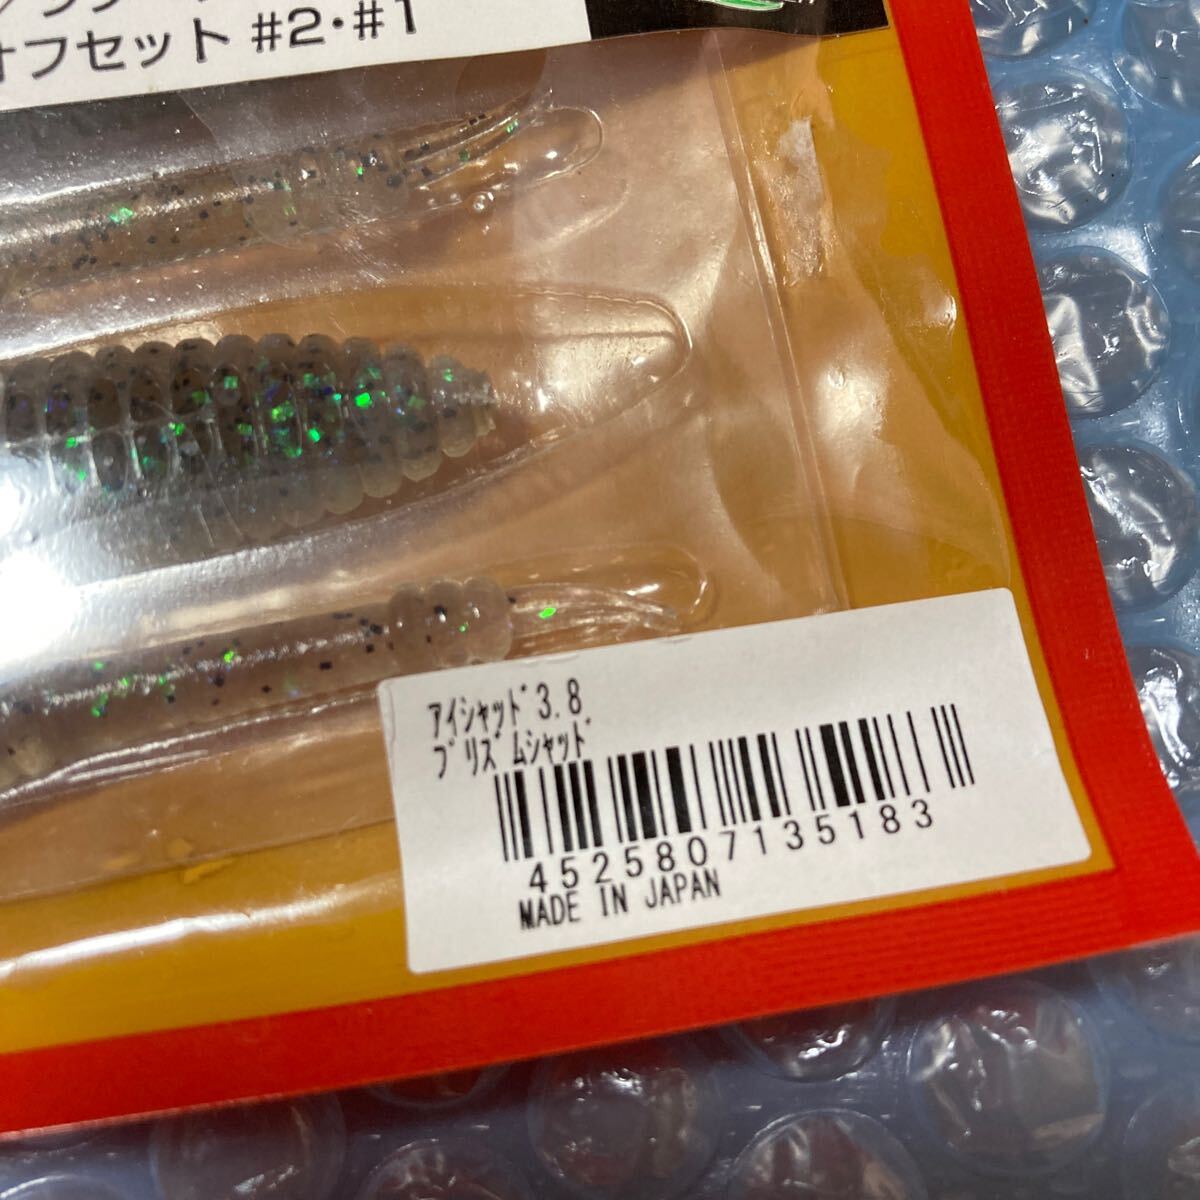 オフセット #2・#1
アイシャッド3.8
プリズムシャッド
4525807135183
MADE IN JAPAN